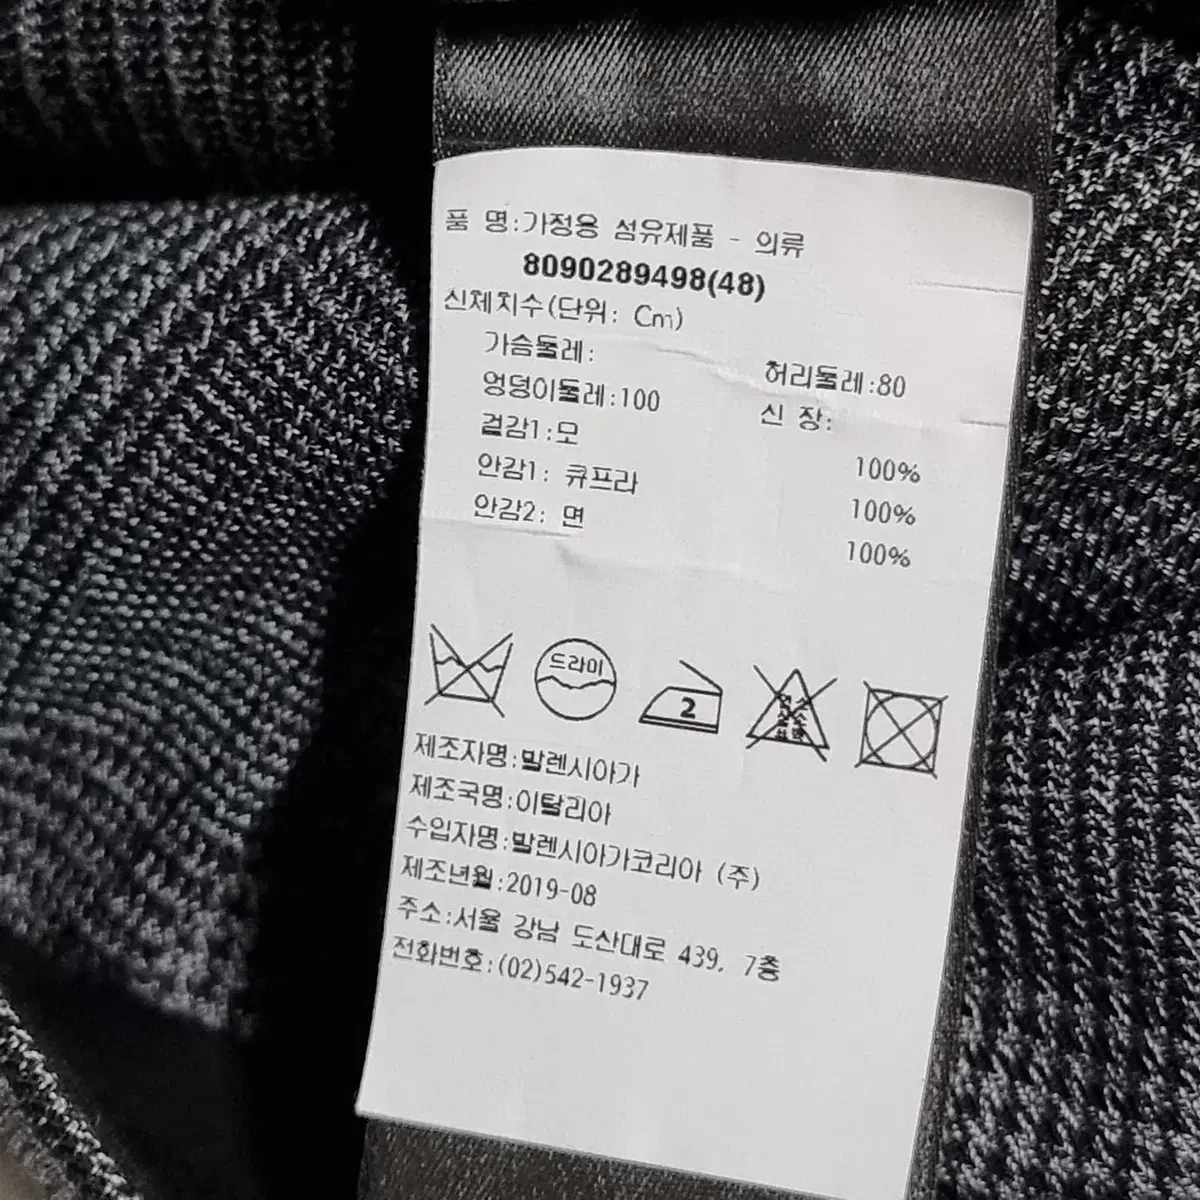 품 명:가정용 섬유제품 - 의류
8090289498(48)
신체치수(단위: Cm)
가슴둘레:
허리둘레:80
엉덩이둘레:100
신 장:
겉감1:모 100%
안감1: 큐프라 100%
안감2: 면 100%
드라이
2
염소
제조자명:발렌시아가
제조국명:이탈리아
수입자명:발렌시아가코리아 (주)
제조년월:2019-08
주소:서울 강남 도산대로 439, 7층
전화번호:(02)542-1937